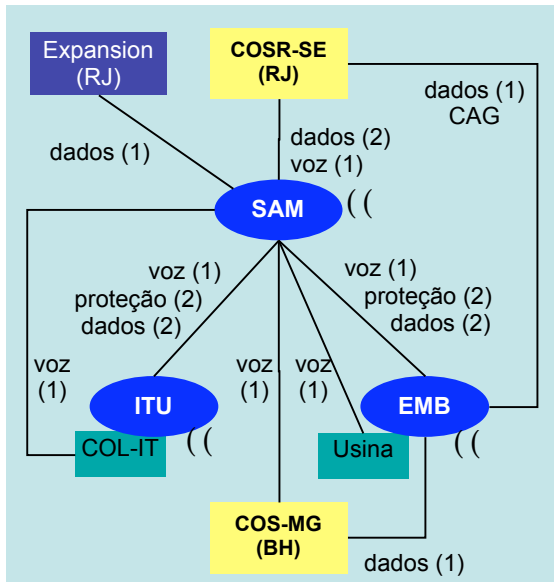 Expansion
(RJ)
COSR-SE
(RJ)
dados (1)
CAG
dados (1)
dados (2)
voz (1)
SAM
((
voz (1)
proteção (2)
dados (2)
voz (1)
proteção (2)
dados (2)
voz
(1)
voz
(1)
voz
(1)
ITU
((
COL-IT
EMB
((
Usina
COS-MG
(BH)
dados (1)